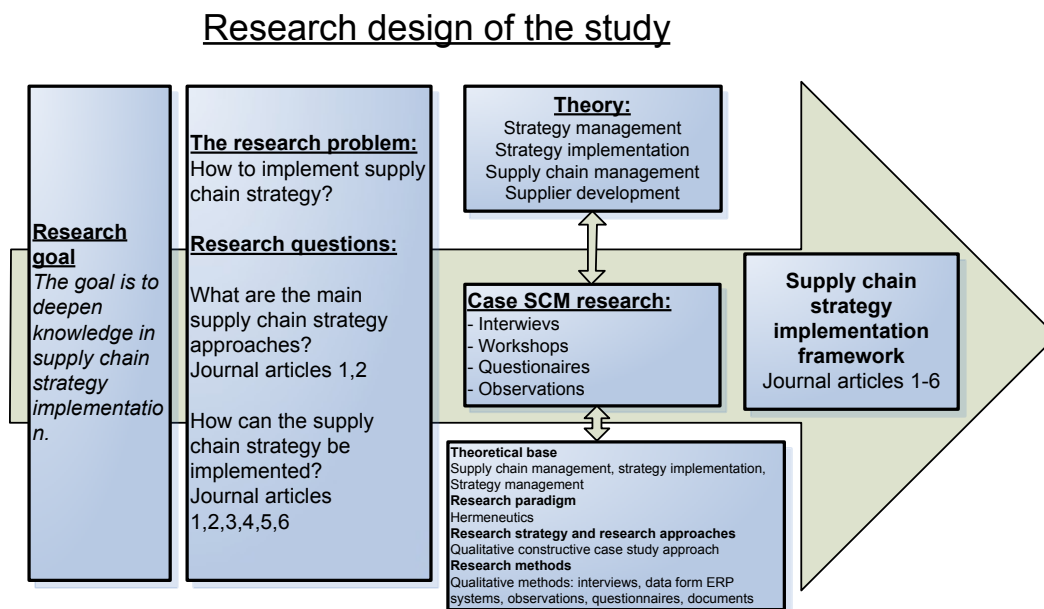 Research design of the study
Research
goal
The goal is to
deepen
knowledge in
supply chain
strategy
implementatio
n.
The research problem:
How to implement supply
chain strategy?
Research questions:
What are the main
supply chain strategy
approaches?
Journal articles 1,2
How can the supply
chain strategy be
implemented?
Journal articles
1,2,3,4,5,6
Theory:
Strategy management
Strategy implementation
Supply chain management
Supplier development
Case SCM research:
- Interwievs
- Workshops
- Questionaires
- Observations
Theoretical base
Supply chain management, strategy implementation,
Strategy management
Research paradigm
Hermeneutics
Research strategy and research approaches
Qualitative constructive case study approach
Research methods
Qualitative methods: interviews, data form ERP
systems, observations, questionnaires, documents
Supply chain
strategy
implementation
framework
Journal articles 1-6